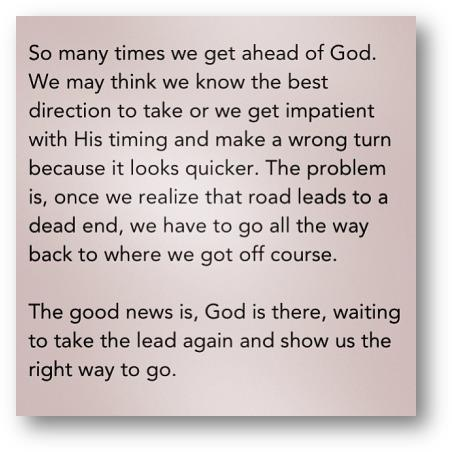 So many times we get ahead of God.
We may think we know the best
direction to take or we get impatient
with His timing and make a wrong turn
because it looks quicker. The problem
is, once we realize that road leads to a
dead end, we have to go all the way
back to where we got off course.
The good news is, God is there, waiting
to take the lead again and show us the
right way to go.